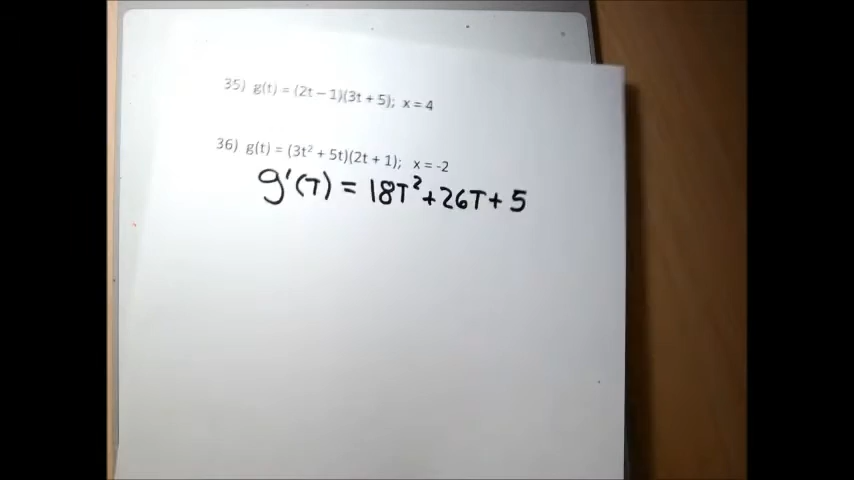 35) g(t) = (2t – 1)(3t + 5); x = 4
36) g(t) = (3t² + 5t)(2t + 1); x = -2
g'(T) = 18T² + 26T + 5